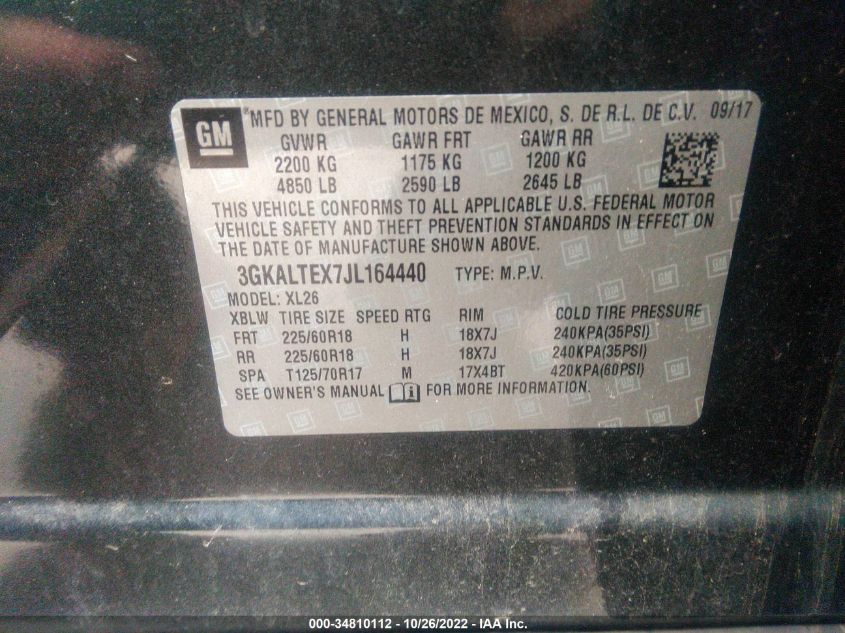 GM *MFD BY GENERAL MOTORS DE MEXICO, S. DE R.L. DE C.V. 09/17
GVWR GAWR FRT GAWR RR
2200 KG 1175 KG 1200 KG
4850 LB 2590 LB 2645 LB
THIS VEHICLE CONFORMS TO ALL APPLICABLE U.S. FEDERAL MOTOR
VEHICLE SAFETY AND THEFT PREVENTION STANDARDS IN EFFECT ON
THE DATE OF MANUFACTURE SHOWN ABOVE.
3GKALTEX7JL164440 TYPE: M.P.V.
MODEL: XL26
XBLW TIRE SIZE SPEED RTG RIM COLD TIRE PRESSURE
FRT 225/60R18 H 18X7J 240KPA(35PSI)
RR 225/60R18 H 18X7J 240KPA(35PSI)
SPA T125/70R17 M 17X4BT 420KPA(60PSI)
SEE OWNER'S MANUAL FOR MORE INFORMATION.
000-34810112 - 10/26/2022 - IAA Inc.